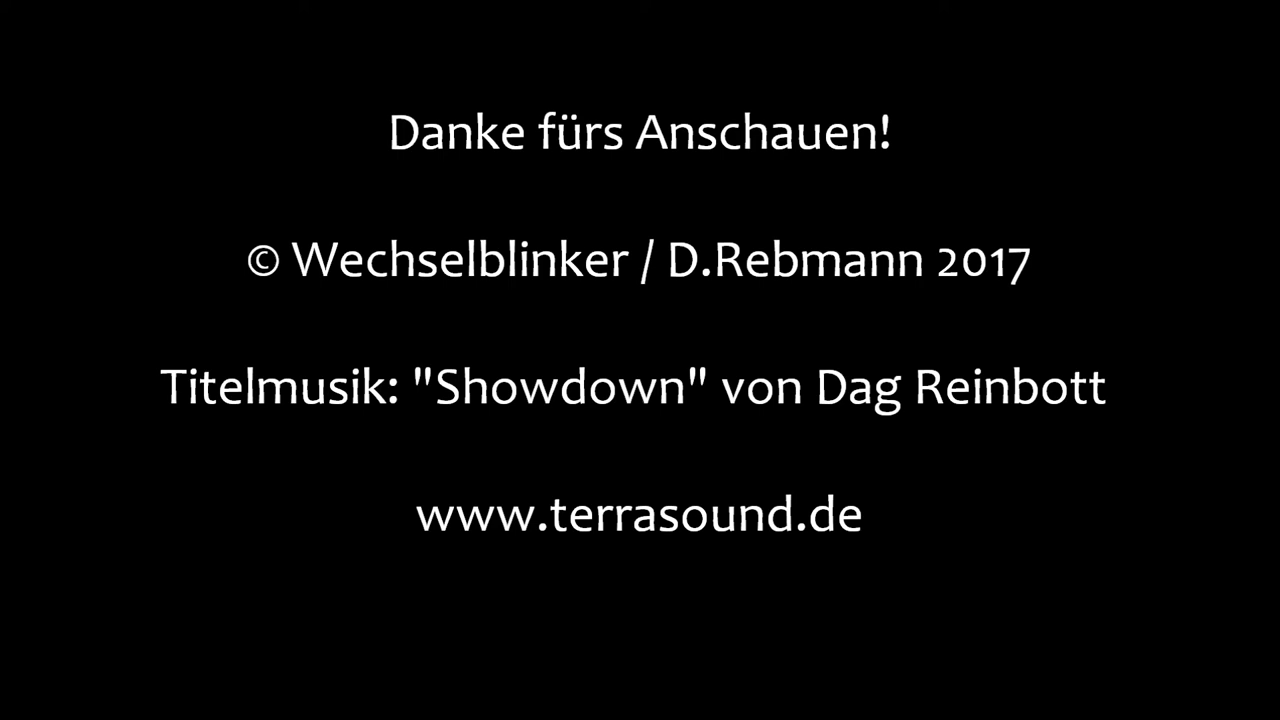 Danke fürs Anschauen!
© Wechselblinker / D.Rebmann 2017
Titelmusik: "Showdown" von Dag Reinbott
www.terrasound.de